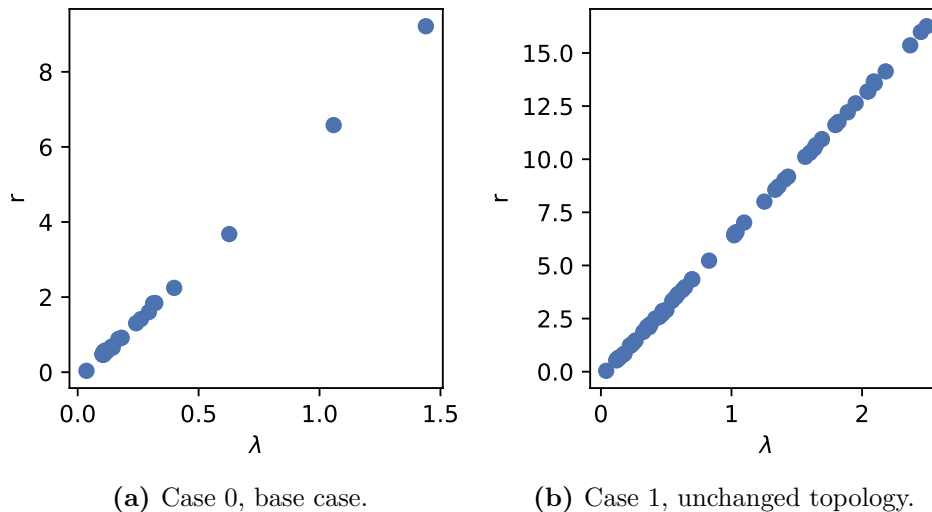 8
6
4
2
0
r
0.0 0.5 1.0 1.5
λ
15.0
12.5
10.0
7.5
5.0
2.5
0.0
r
0 1 2
λ
(a) Case 0, base case.
(b) Case 1, unchanged topology.